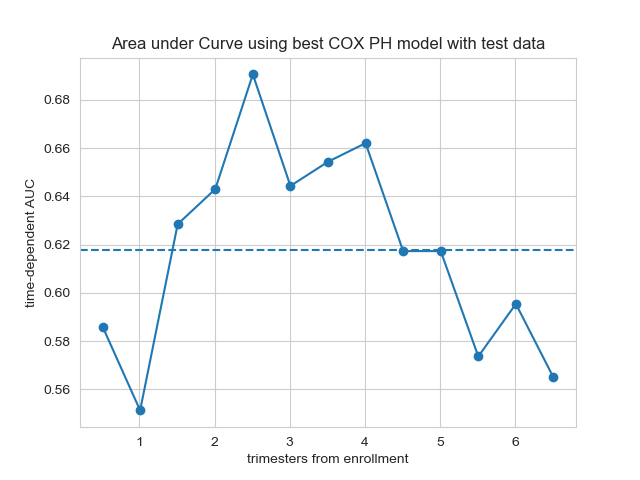 Area under Curve using best COX PH model with test data
time-dependent AUC
0.68
0.66
0.64
0.62
0.60
0.58
0.56
1 2 3 4 5 6
trimesters from enrollment